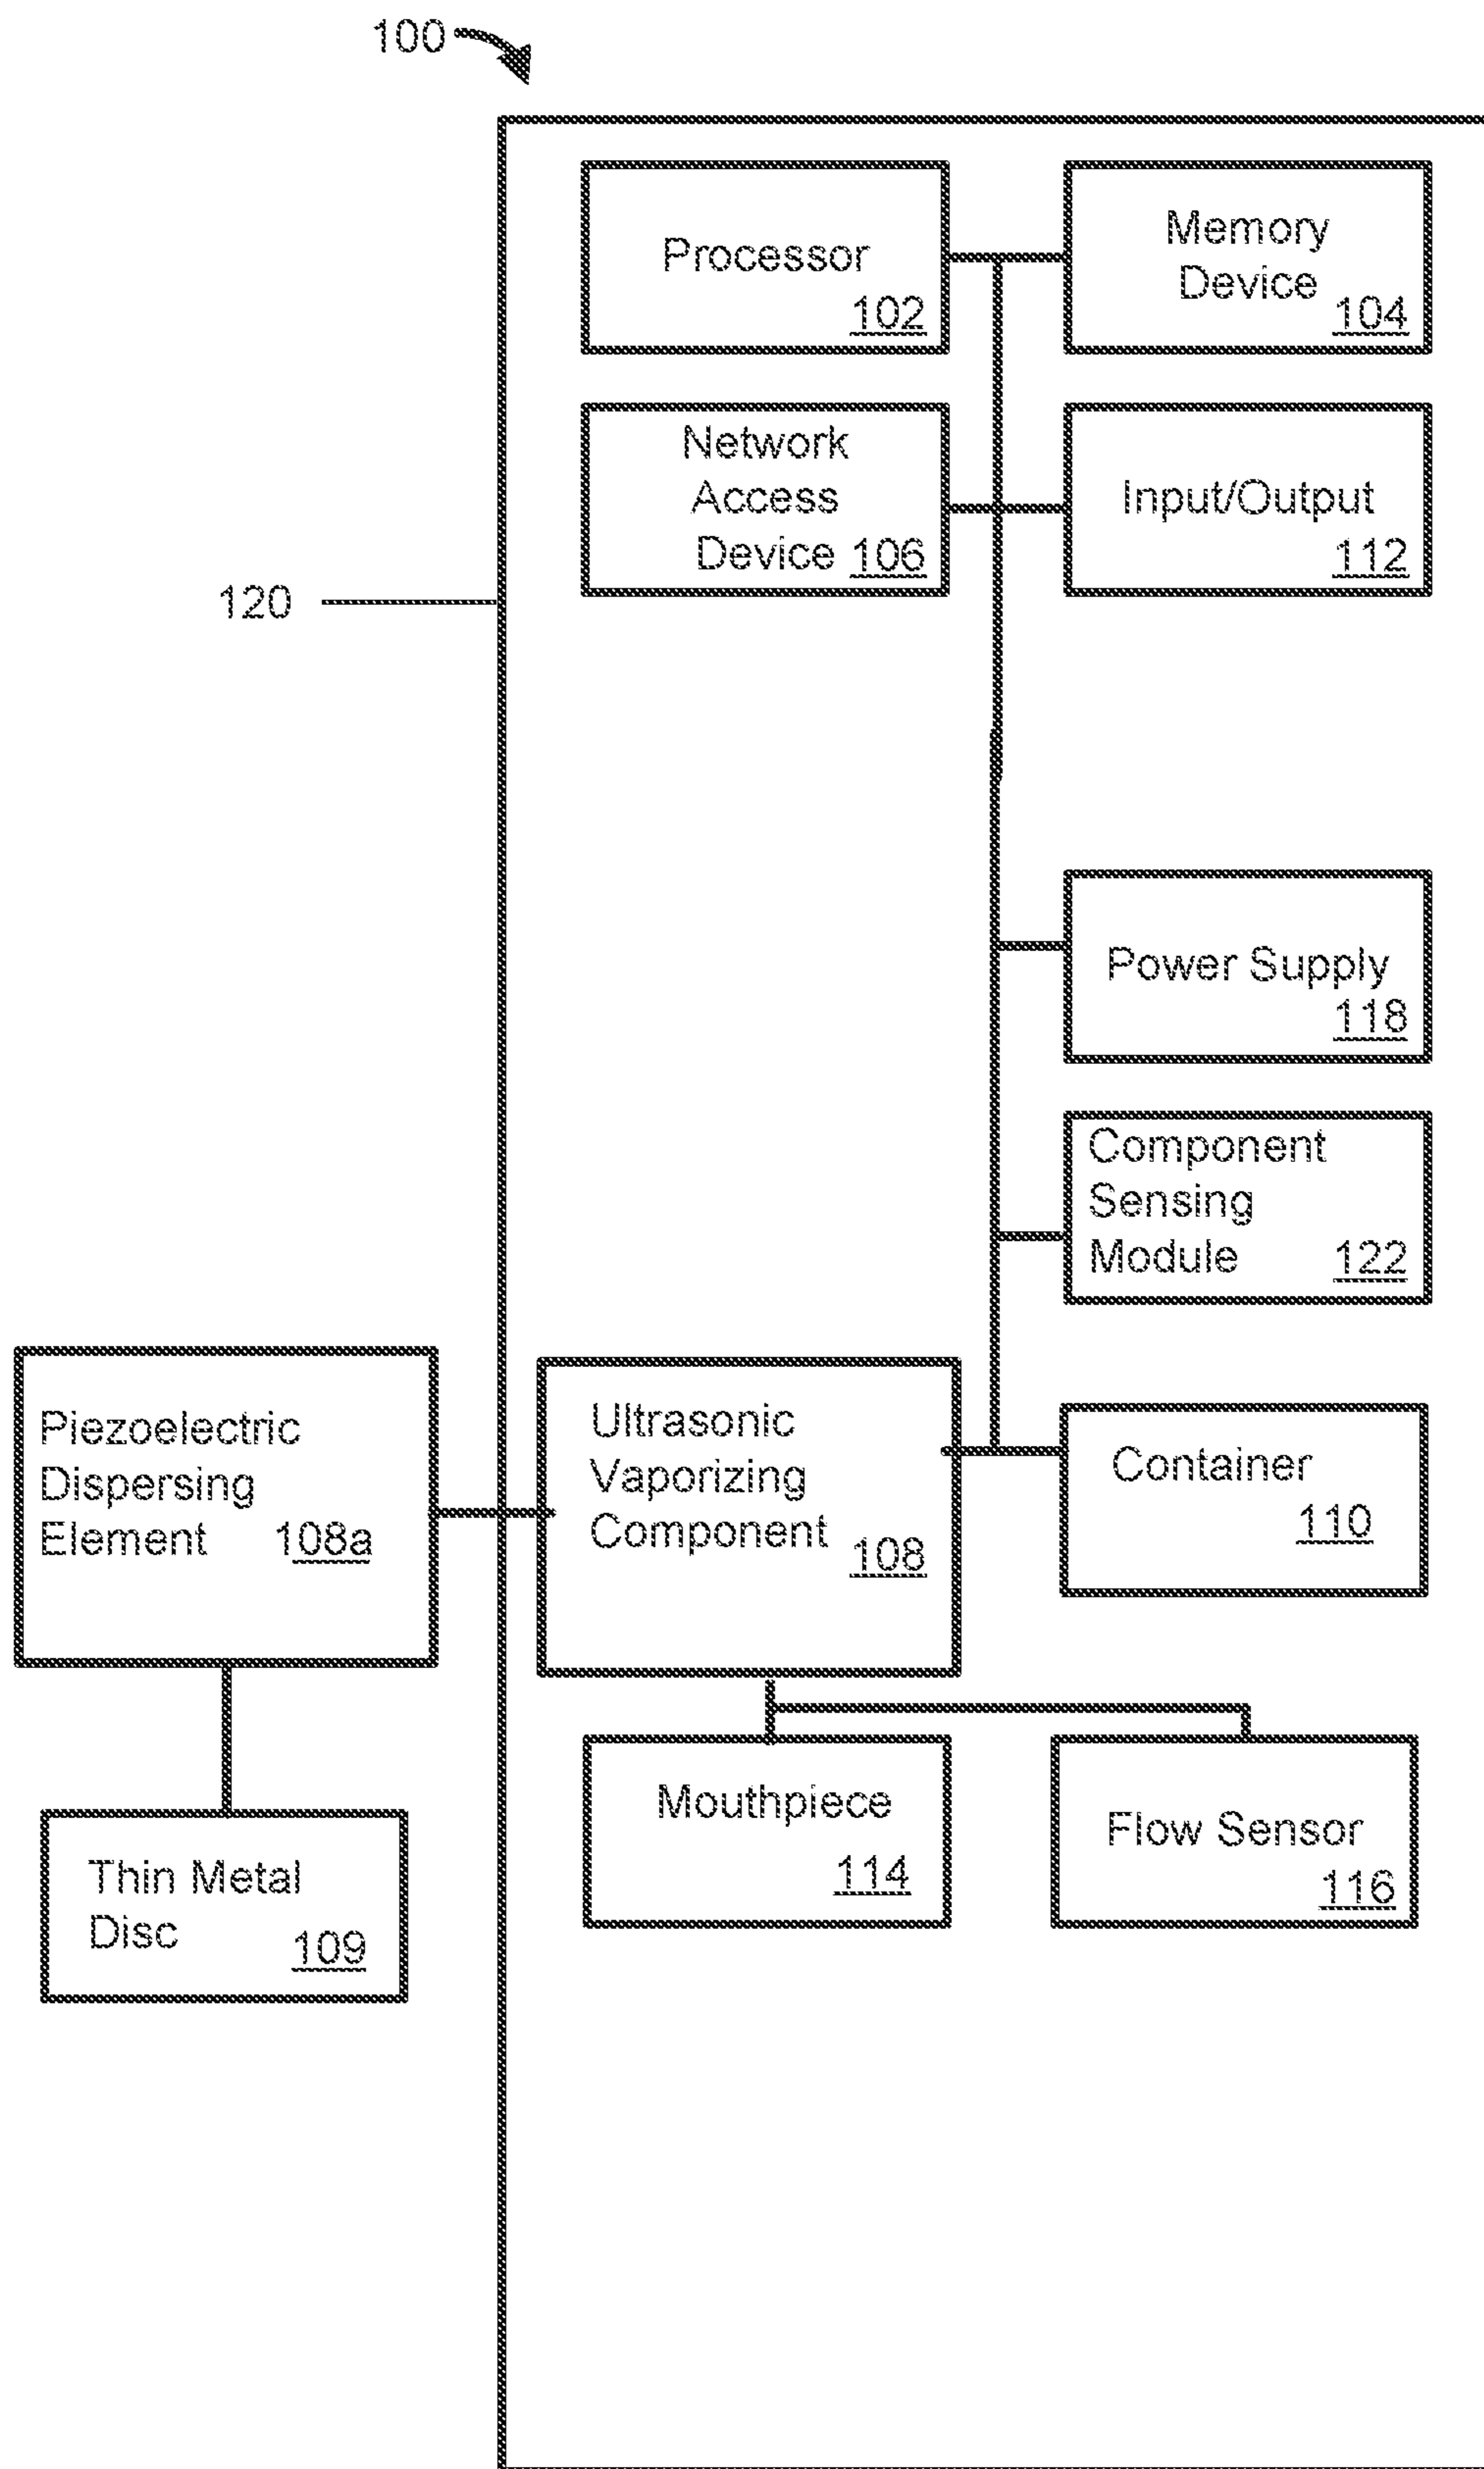 100
Processor
102
Memory
Device
104
Network
Access
Device 106
Input/Output
112
120
Power Supply
118
Component
Sensing
Module 122
Piezoelectric
Dispersing
Element 108a
Ultrasonic
Vaporizing
Component 108
Container
110
Thin Metal
Disc 109
Mouthpiece
114
Flow Sensor
116